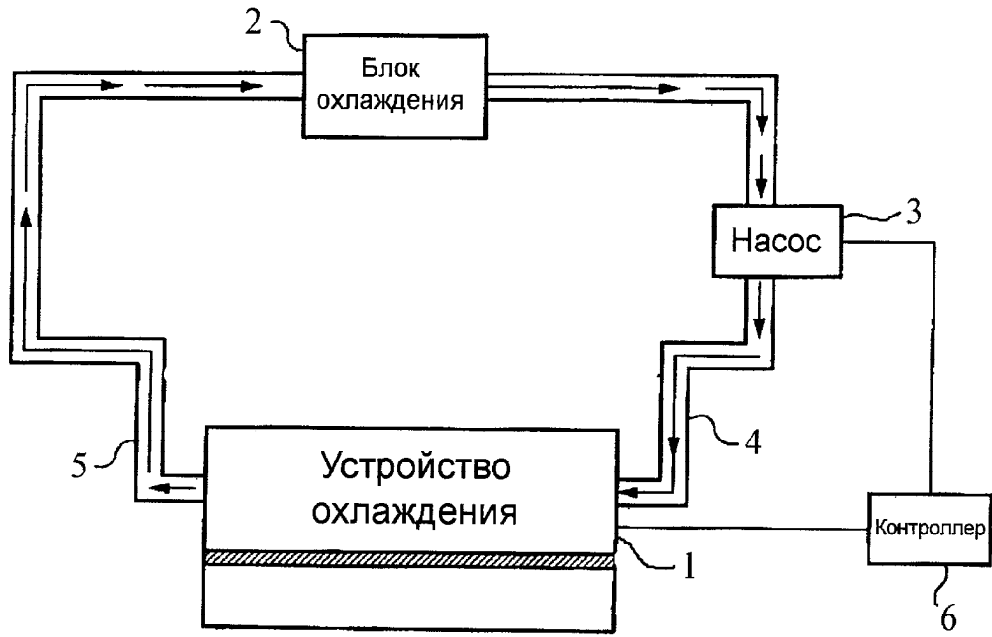 2
Блок
охлаждения
3
Насос
5
4
Устройство
охлаждения
Контроллер
1
6